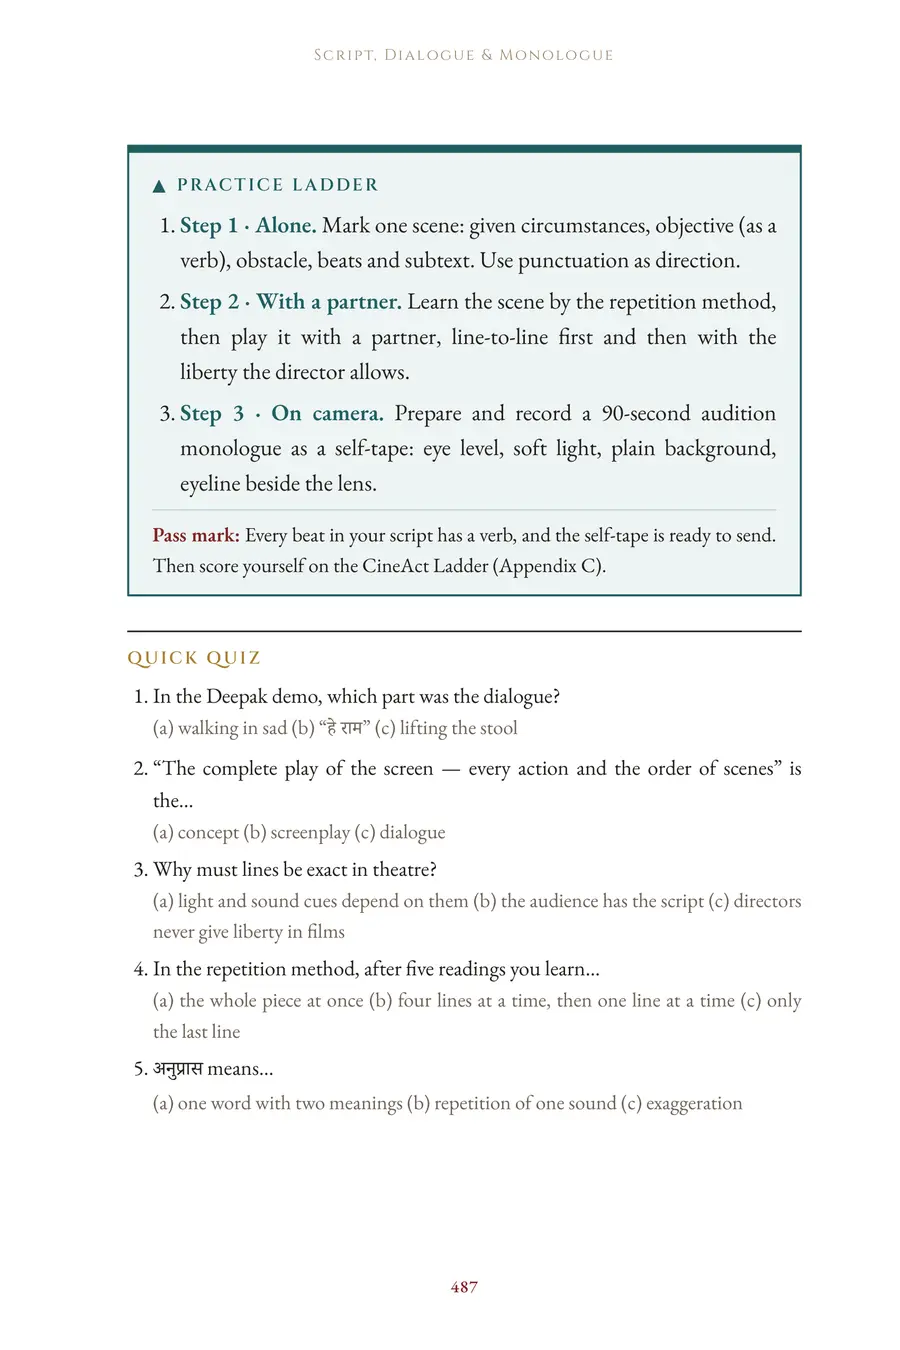 SCRIPT, DIALOGUE & MONOLOGUE
▲ PRACTICE LADDER
1. Step 1 · Alone. Mark one scene: given circumstances, objective (as a
verb), obstacle, beats and subtext. Use punctuation as direction.
2. Step 2 · With a partner. Learn the scene by the repetition method,
then play it with a partner, line-to-line first and then with the
liberty the director allows.
3. Step 3 · On camera. Prepare and record a 90-second audition
monologue as a self-tape: eye level, soft light, plain background,
eyeline beside the lens.
Pass mark: Every beat in your script has a verb, and the self-tape is ready to send.
Then score yourself on the CineAct Ladder (Appendix C).
QUICK QUIZ
1. In the Deepak demo, which part was the dialogue?
(a) walking in sad (b) “हे राम” (c) lifting the stool
2. “The complete play of the screen — every action and the order of scenes” is
the…
(a) concept (b) screenplay (c) dialogue
3. Why must lines be exact in theatre?
(a) light and sound cues depend on them (b) the audience has the script (c) directors
never give liberty in films
4. In the repetition method, after five readings you learn…
(a) the whole piece at once (b) four lines at a time, then one line at a time (c) only
the last line
5. अनुप्रास means…
(a) one word with two meanings (b) repetition of one sound (c) exaggeration
487